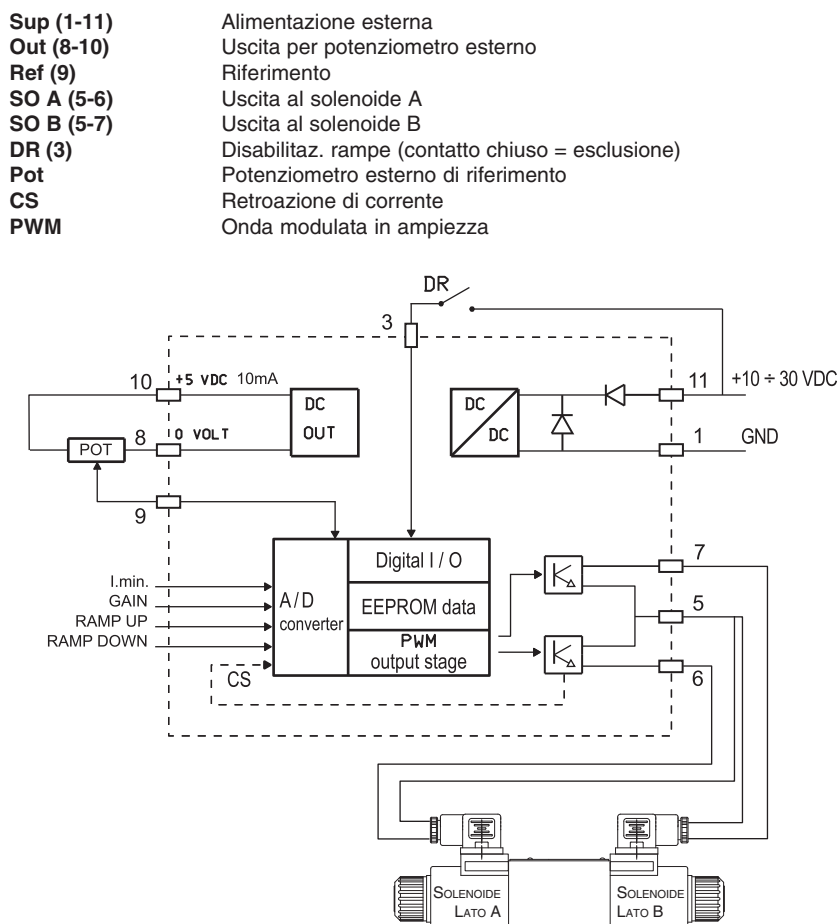 Sup (1-11) Alimentazione esterna
Out (8-10) Uscita per potenziometro esterno
Ref (9) Riferimento
SO A (5-6) Uscita al solenoide A
SO B (5-7) Uscita al solenoide B
DR (3) Disabilitaz. rampe (contatto chiuso = esclusione)
Pot Potenziometro esterno di riferimento
CS Retroazione di corrente
PWM Onda modulata in ampiezza
DR
3
10 +5 VDC 10mA
DC
OUT
DC
DC
11 +10 ÷ 30 VDC
POT
8 0 VOLT
1 GND
9
Digital I / O
7
I.min.
GAIN
RAMP UP
RAMP DOWN
A / D
converter
EEPROM data
5
PWM
output stage
CS
6
SOLENOIDE
LATO A
SOLENOIDE
LATO B